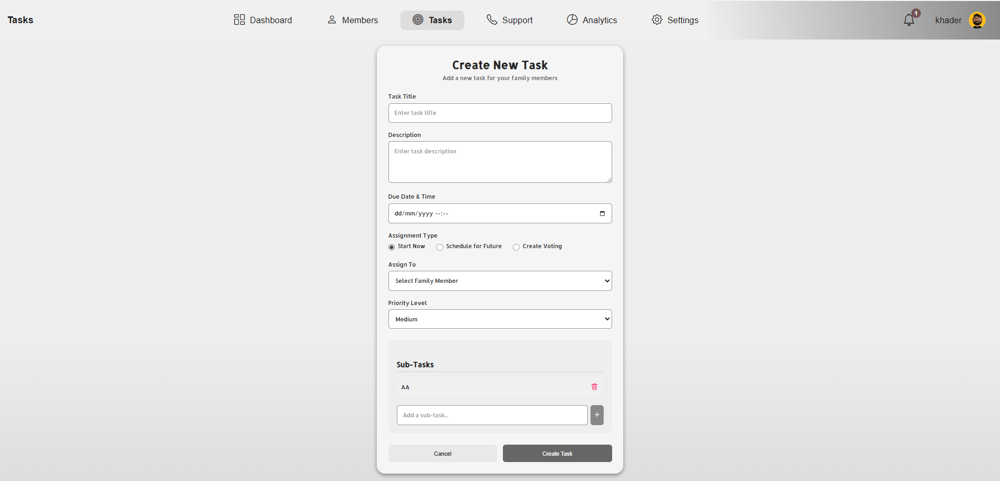 Tasks
Dashboard
Members
Tasks
Support
Analytics
Settings
1
khader
Create New Task
Add a new task for your family members
Task Title
Enter task title
Description
Enter task description
Due Date & Time
dd/mm/yyyy --:--
Assignment Type
Start Now Schedule for Future Create Voting
Assign To
Select Family Member
Priority Level
Medium
Sub-Tasks
AA
Add a sub-task...
+
Cancel Create Task